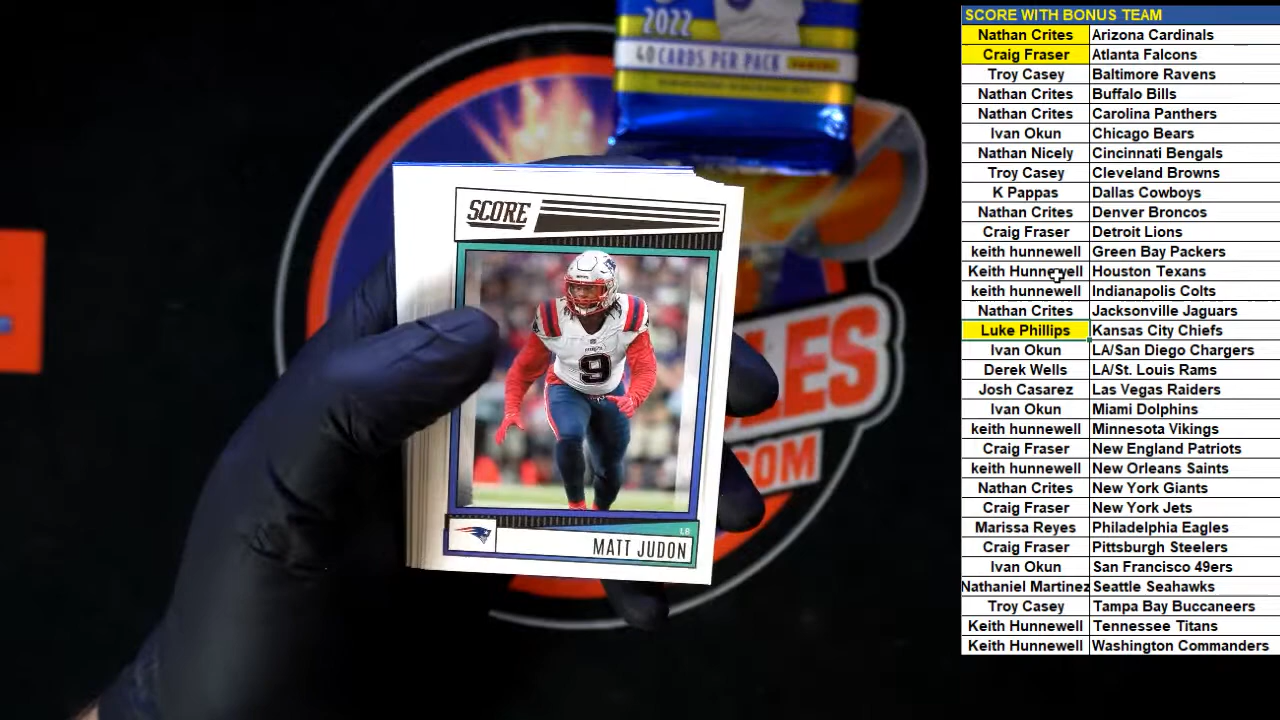 2022
40 CARDS PER PACK PANINI
SCORE
9
LB
MATT JUDON
LES
COM
SCORE WITH BONUS TEAM
Nathan Crites Arizona Cardinals
Craig Fraser Atlanta Falcons
Troy Casey Baltimore Ravens
Nathan Crites Buffalo Bills
Nathan Crites Carolina Panthers
Ivan Okun Chicago Bears
Nathan Nicely Cincinnati Bengals
Troy Casey Cleveland Browns
K Pappas Dallas Cowboys
Nathan Crites Denver Broncos
Craig Fraser Detroit Lions
keith hunnewell Green Bay Packers
Keith Hunnewell Houston Texans
keith hunnewell Indianapolis Colts
Nathan Crites Jacksonville Jaguars
Luke Phillips Kansas City Chiefs
Ivan Okun LA/San Diego Chargers
Derek Wells LA/St. Louis Rams
Josh Casarez Las Vegas Raiders
Ivan Okun Miami Dolphins
keith hunnewell Minnesota Vikings
Craig Fraser New England Patriots
keith hunnewell New Orleans Saints
Nathan Crites New York Giants
Craig Fraser New York Jets
Marissa Reyes Philadelphia Eagles
Craig Fraser Pittsburgh Steelers
Ivan Okun San Francisco 49ers
Nathaniel Martinez Seattle Seahawks
Troy Casey Tampa Bay Buccaneers
Keith Hunnewell Tennessee Titans
Keith Hunnewell Washington Commanders